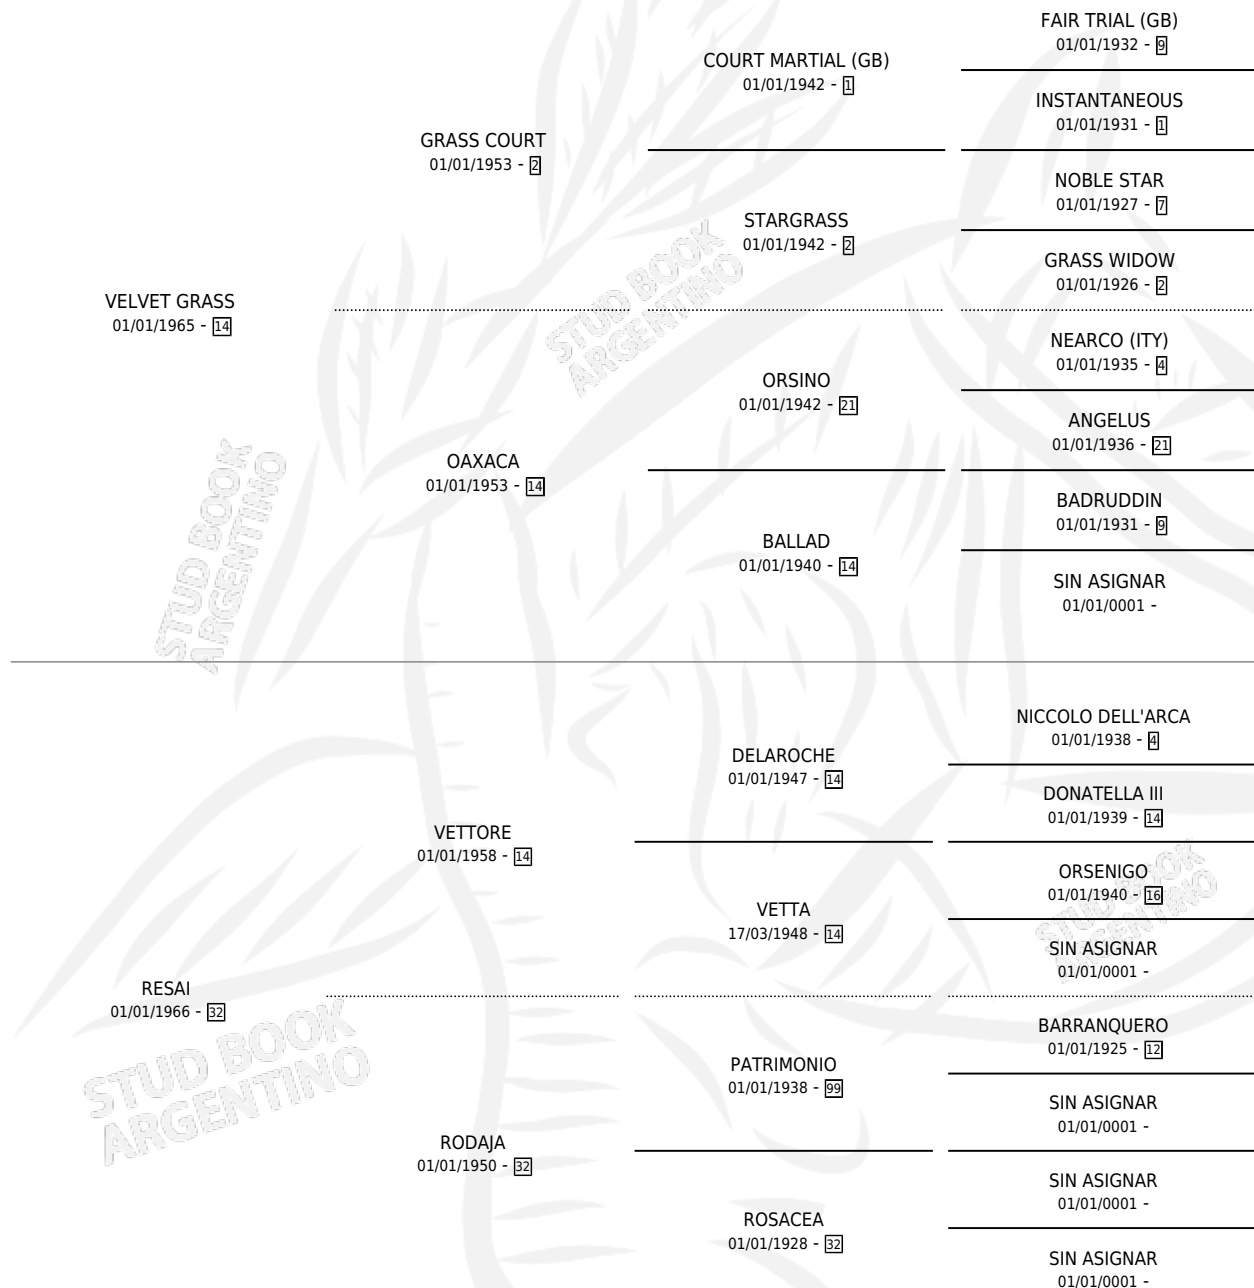 FAIR TRIAL (GB)
01/01/1932 - 9
COURT MARTIAL (GB)
01/01/1942 - 1
INSTANTANEOUS
01/01/1931 - 1
GRASS COURT
01/01/1953 - 2
NOBLE STAR
01/01/1927 - 7
STARGRASS
01/01/1942 - 2
GRASS WIDOW
01/01/1926 - 2
VELVET GRASS
01/01/1965 - 14
NEARCO (ITY)
01/01/1935 - 4
ORSINO
01/01/1942 - 21
ANGELUS
01/01/1936 - 21
OAXACA
01/01/1953 - 14
BADRUDDIN
01/01/1931 - 9
BALLAD
01/01/1940 - 14
SIN ASIGNAR
01/01/0001 -
NICCOLO DELL'ARCA
01/01/1938 - 4
DELAROCHE
01/01/1947 - 14
DONATELLA III
01/01/1939 - 14
VETTORE
01/01/1958 - 14
ORSENIGO
01/01/1940 - 16
VETTA
17/03/1948 - 14
SIN ASIGNAR
01/01/0001 -
RESAI
01/01/1966 - 32
BARRANQUERO
01/01/1925 - 12
PATRIMONIO
01/01/1938 - 99
SIN ASIGNAR
01/01/0001 -
RODAJA
01/01/1950 - 32
SIN ASIGNAR
01/01/0001 -
ROSACEA
01/01/1928 - 32
SIN ASIGNAR
01/01/0001 -
STUD BOOK
ARGENTINO
STUD BOOK
ARGENTINO
STUD BOOK
ARGENTINO
STUD BOOK
ARGENTINO